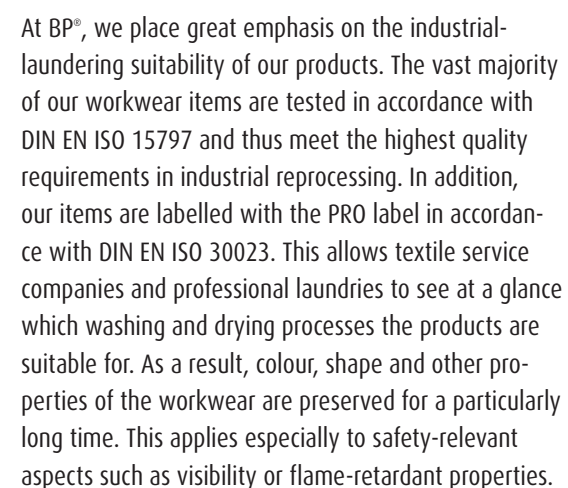 At BP®, we place great emphasis on the industrial-
laundering suitability of our products. The vast majority
of our workwear items are tested in accordance with
DIN EN ISO 15797 and thus meet the highest quality
requirements in industrial reprocessing. In addition,
our items are labelled with the PRO label in accordan-
ce with DIN EN ISO 30023. This allows textile service
companies and professional laundries to see at a glance
which washing and drying processes the products are
suitable for. As a result, colour, shape and other pro-
perties of the workwear are preserved for a particularly
long time. This applies especially to safety-relevant
aspects such as visibility or flame-retardant properties.